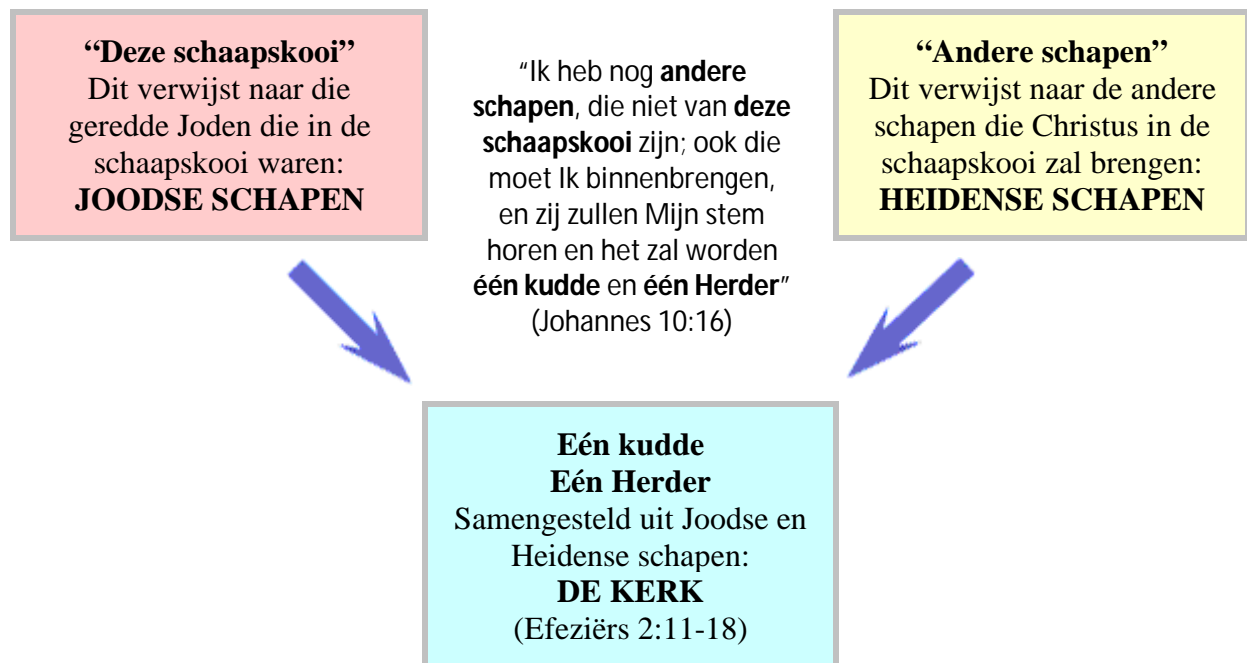 “Deze schaapskooi”
Dit verwijst naar die
geredde Joden die in de
schaapskooi waren:
JOODSE SCHAPEN
“Ik heb nog andere
schapen, die niet van deze
schaapskooi zijn; ook die
moet Ik binnenbrengen,
en zij zullen Mijn stem
horen en het zal worden
één kudde en één Herder”
(Johannes 10:16)
“Andere schapen”
Dit verwijst naar de andere
schapen die Christus in de
schaapskooi zal brengen:
HEIDENSE SCHAPEN
Eén kudde
Eén Herder
Samengesteld uit Joodse en
Heidense schapen:
DE KERK
(Efeziërs 2:11-18)